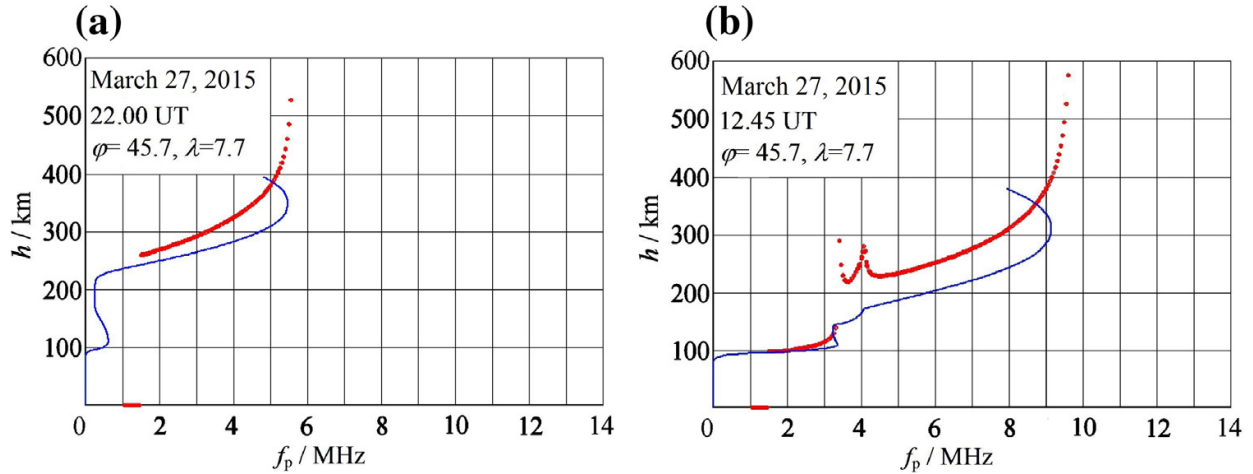 (a)
600
500
400
300
200
100
0
2
4
6
8
10
12
14
h / km
fp / MHz
March 27, 2015
22.00 UT
φ= 45.7, λ=7.7
(b)
600
500
400
300
200
100
0
2
4
6
8
10
12
14
h / km
fp / MHz
March 27, 2015
12.45 UT
φ= 45.7, λ=7.7